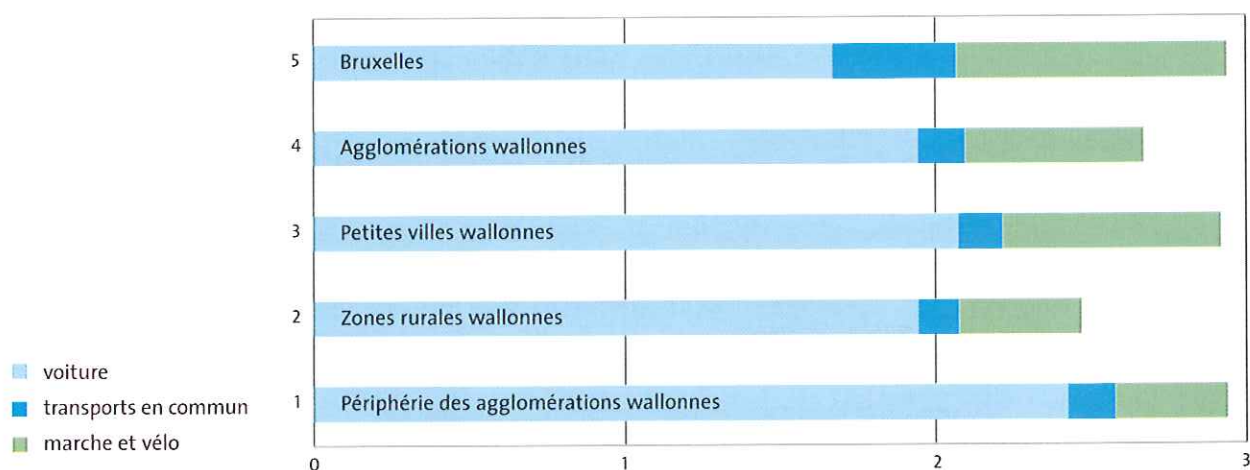 5 Bruxelles
4 Agglomérations wallonnes
3 Petites villes wallonnes
2 Zones rurales wallonnes
1 Périphérie des agglomérations wallonnes
voiture
transports en commun
marche et vélo
0 1 2 3